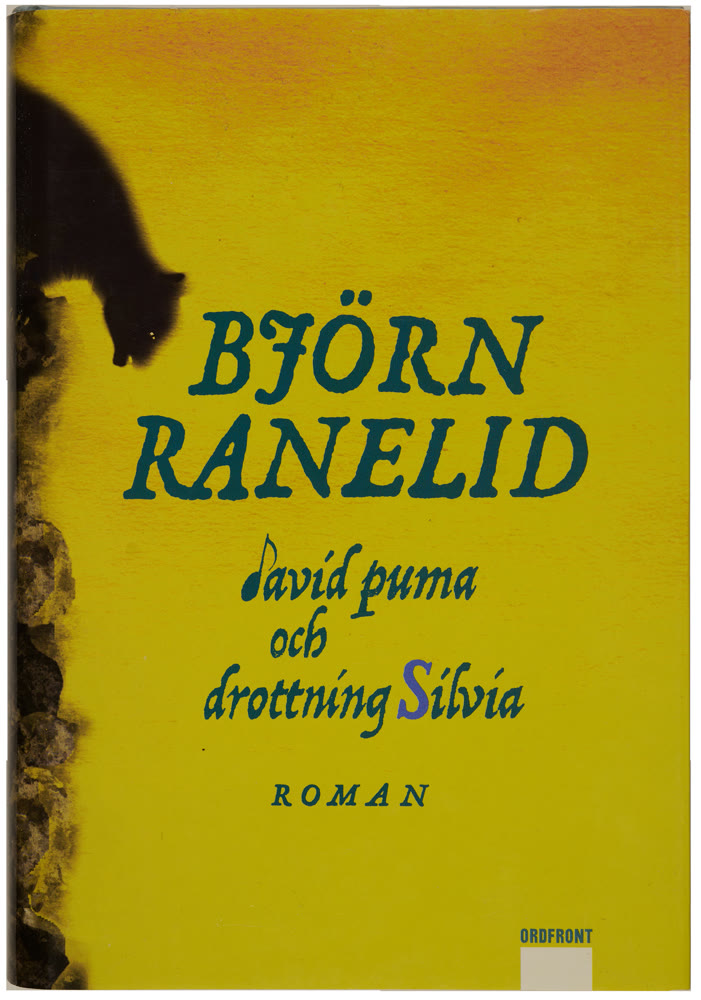 BJÖRN
RANELID
david puma
och
drottning Silvia
ROMAN
ORDFRONT